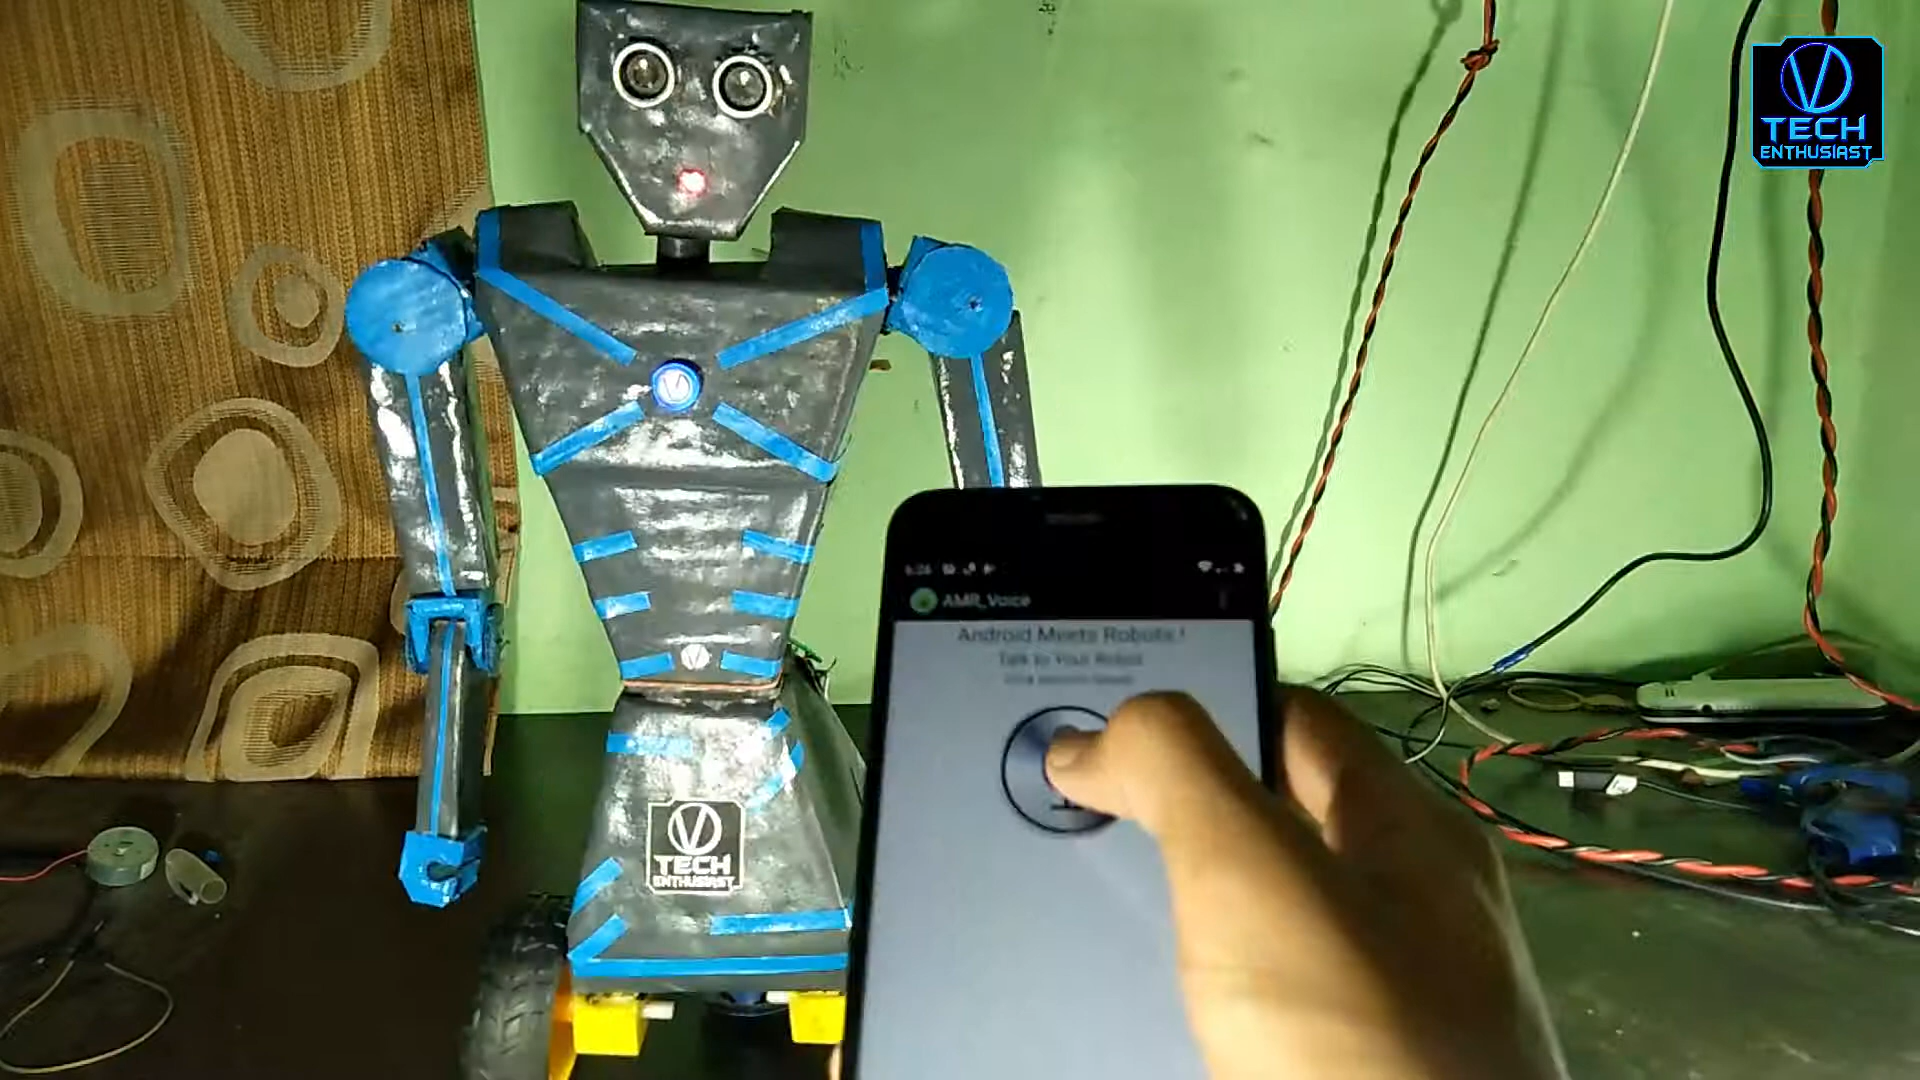 V
TECH
ENTHUSIAST
V
V
V
TECH
ENTHUSIAST
AMR_Voice
Android Meets Robots !
Talk to Your Robot